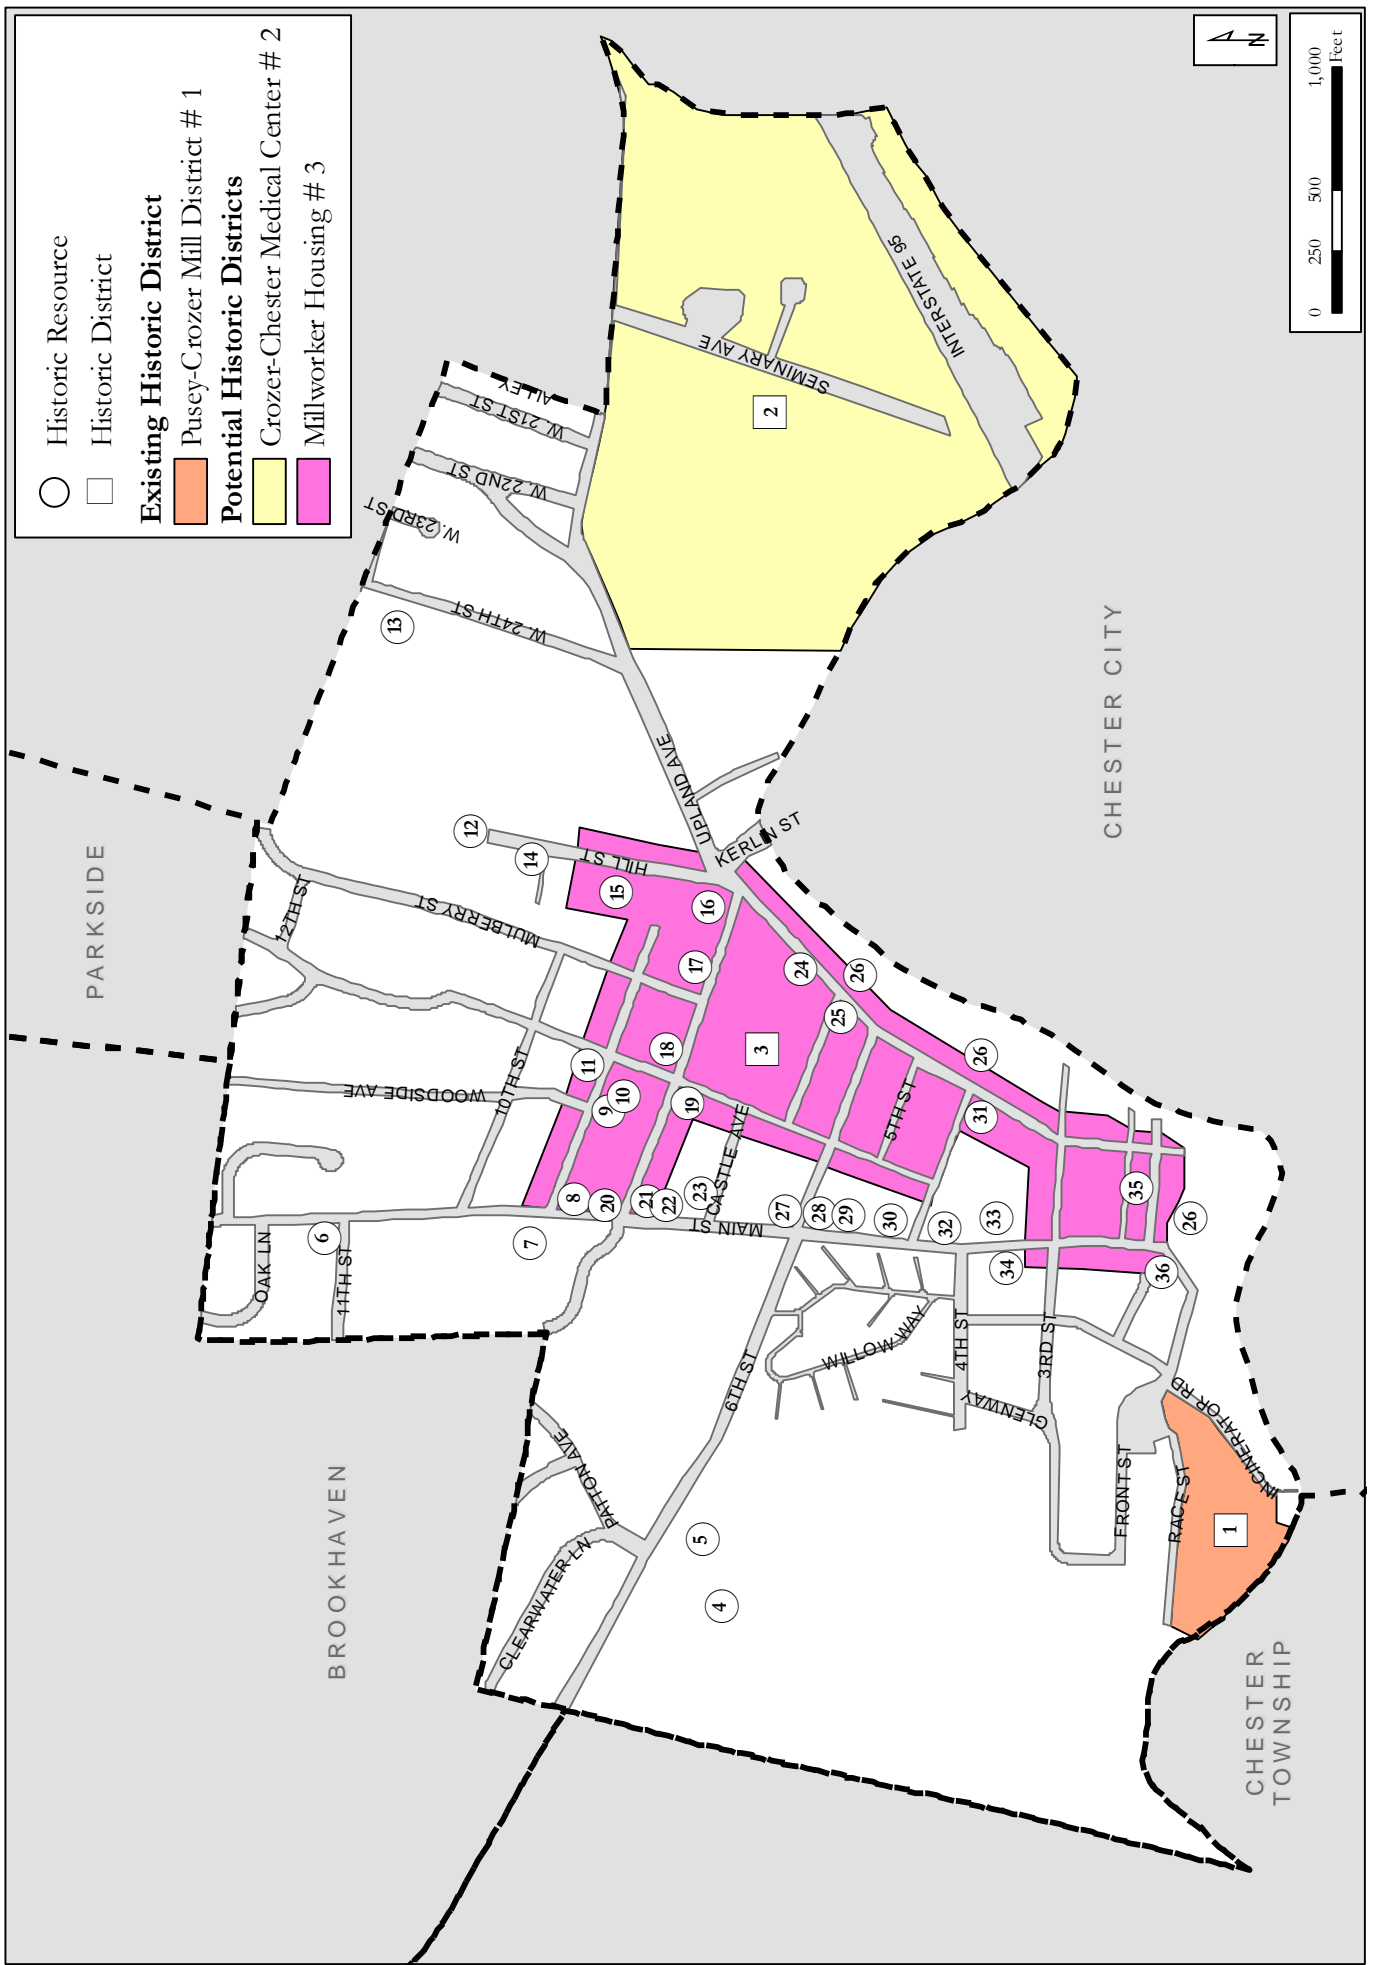 Historic Resource
Historic District
Existing Historic District
Pusey-Crozer Mill District # 1
Potential Historic Districts
Crozer-Chester Medical Center # 2
Millworker Housing # 3
N
0 250 500 1,000
Feet
PARKSIDE
BROOKHAVEN
CHESTER CITY
CHESTER
TOWNSHIP
W. 21ST ST
ALLEY
W. 22ND ST
W. 23RD ST
W. 24TH ST
UPLAND AVE
KERLIN ST
SEMINARY AVE
INTERSTATE 95
HILL ST
MULBERRY ST
12TH ST
10TH ST
WOODSIDE AVE
OAK LN
11TH ST
MAIN ST
CASTLE AVE
5TH ST
6TH ST
WILLOW WAY
4TH ST
3RD ST
GLENWAY
FRONT ST
RACE ST
INCINERATOR RD
PATTON AVE
CLEARWATER LN
1
2
3
4
5
6
7
8
9
10
11
12
13
14
15
16
17
18
19
20
21
22
23
24
25
26
26
26
27
28
29
30
31
32
33
34
35
36